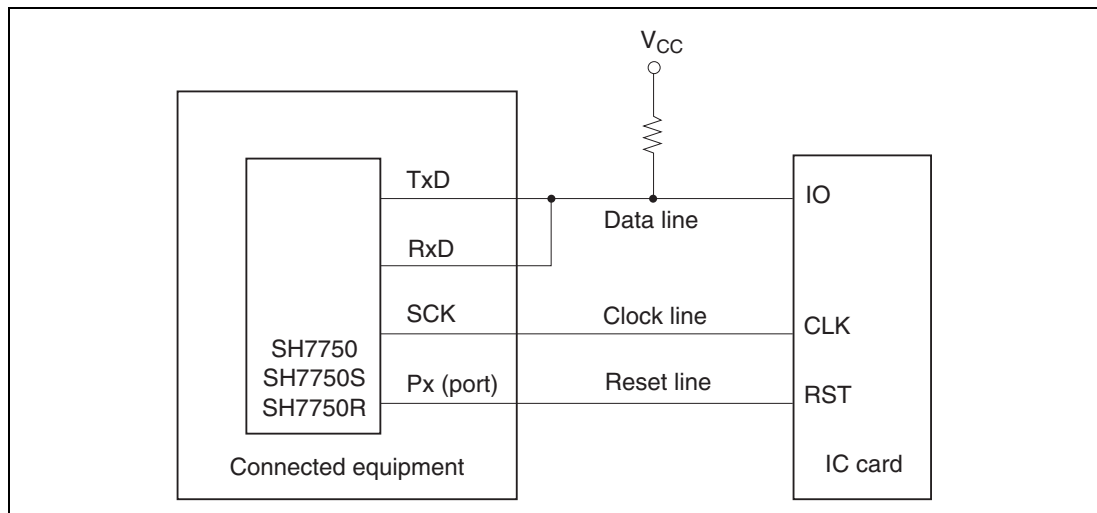 VCC
TxD
IO
Data line
RxD
SCK
Clock line
CLK
SH7750
SH7750S
SH7750R
Px (port)
Reset line
RST
Connected equipment
IC card